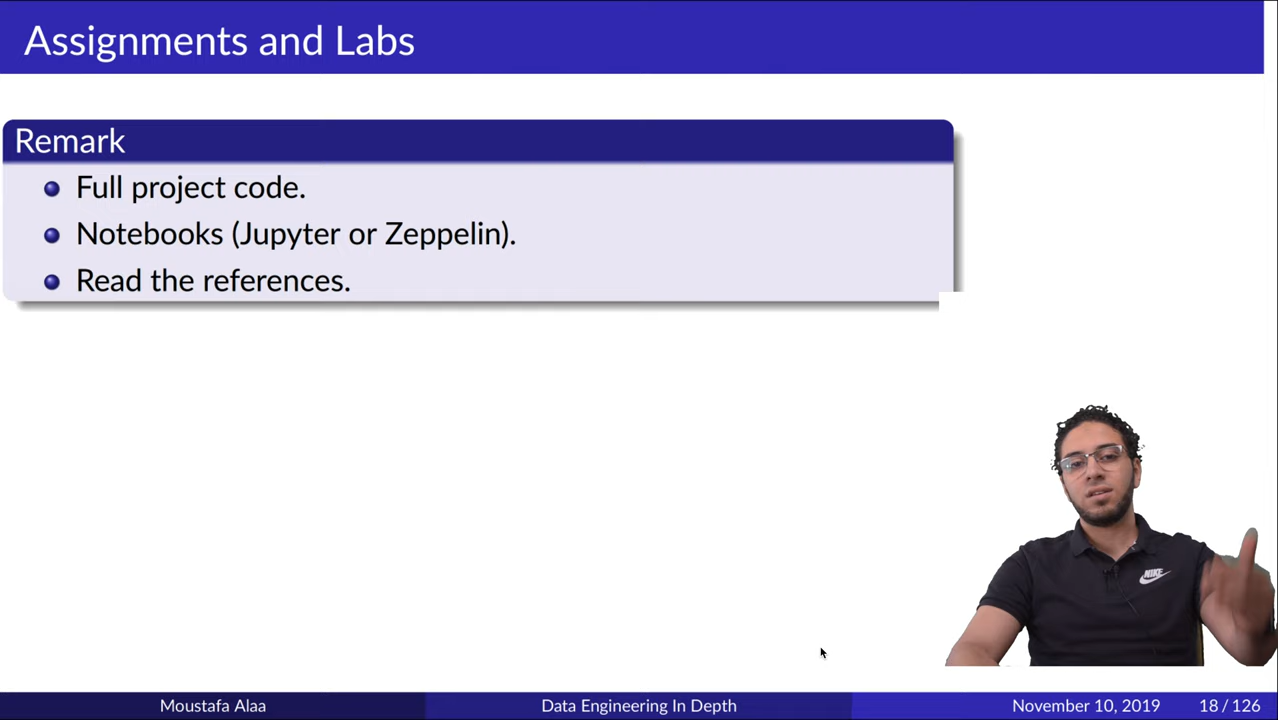 Assignments and Labs
Remark
Full project code.
Notebooks (Jupyter or Zeppelin).
Read the references.
NIKE
Moustafa Alaa
Data Engineering In Depth
November 10, 2019
18 / 126